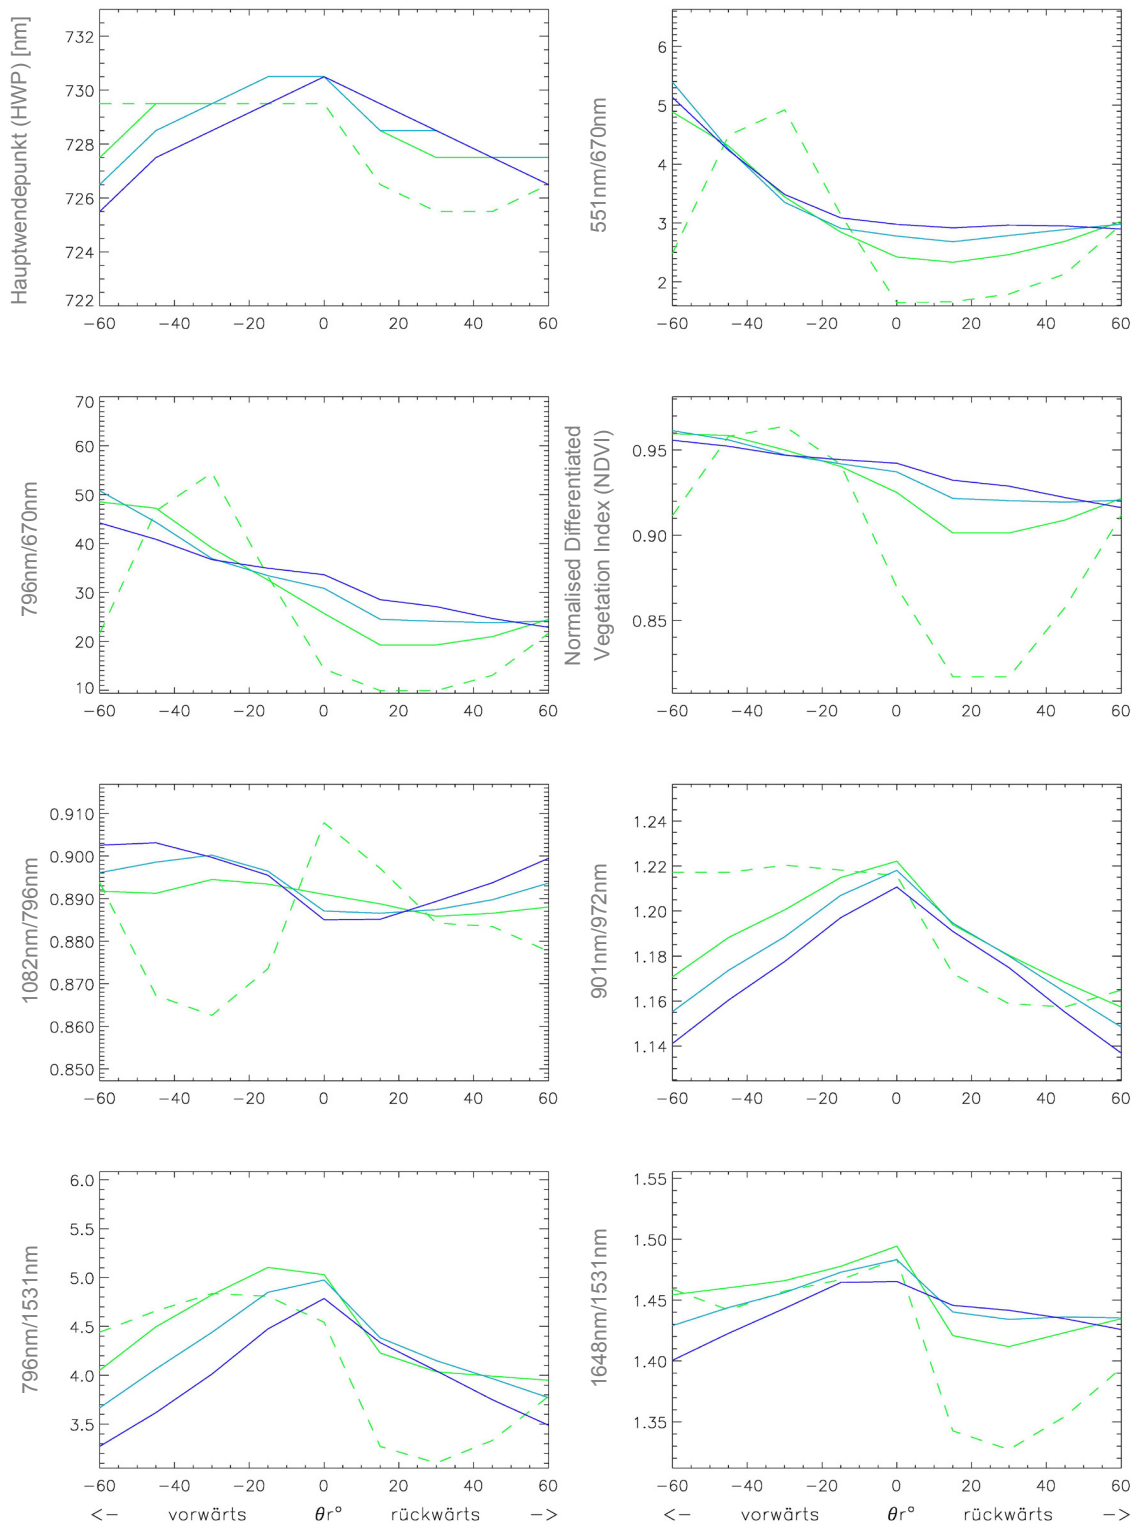 Hauptwendepunkt (HWP) [nm]
732
730
728
726
724
722
−60 −40 −20 0 20 40 60
551nm/670nm
6
5
4
3
2
−60 −40 −20 0 20 40 60
796nm/670nm
70
60
50
40
30
20
10
−60 −40 −20 0 20 40 60
Normalised Differentiated
Vegetation Index (NDVI)
0.95
0.90
0.85
−60 −40 −20 0 20 40 60
1082nm/796nm
0.910
0.900
0.890
0.880
0.870
0.860
0.850
−60 −40 −20 0 20 40 60
901nm/972nm
1.24
1.22
1.20
1.18
1.16
1.14
−60 −40 −20 0 20 40 60
796nm/1531nm
6.0
5.5
5.0
4.5
4.0
3.5
−60 −40 −20 0 20 40 60
<− vorwärts θr° rückwärts −>
1648nm/1531nm
1.55
1.50
1.45
1.40
1.35
−60 −40 −20 0 20 40 60
<− vorwärts θr° rückwärts −>